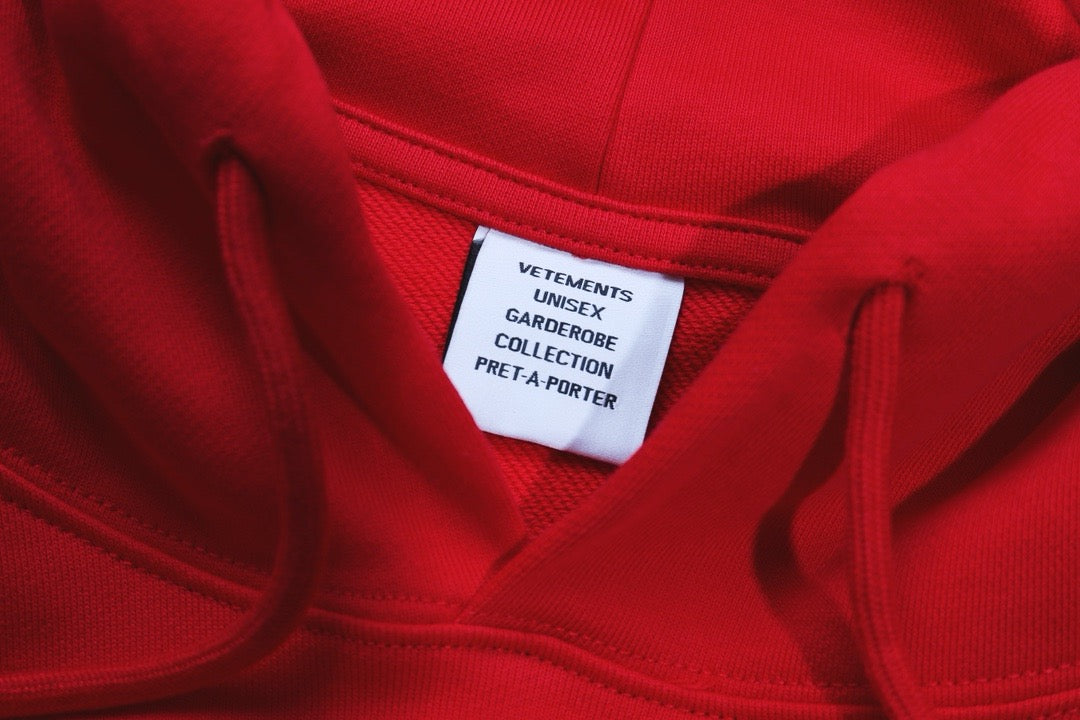 VETEMENTS
UNISEX
GARDEROBE
COLLECTION
PRET-A-PORTER